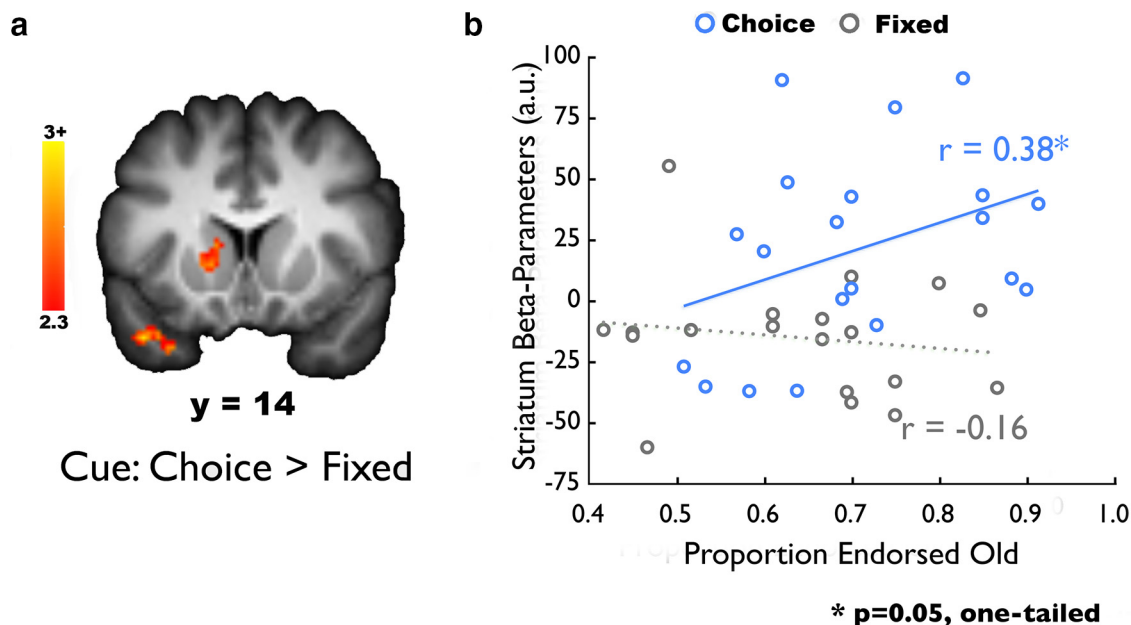 a
3+
2.3
y = 14
Cue: Choice > Fixed
b
Choice
Fixed
Striatum Beta-Parameters (a.u.)
100
75
50
25
0
-25
-50
-75
r = 0.38*
r = -0.16
0.4 0.5 0.6 0.7 0.8 0.9 1.0
Proportion Endorsed Old
* p=0.05, one-tailed